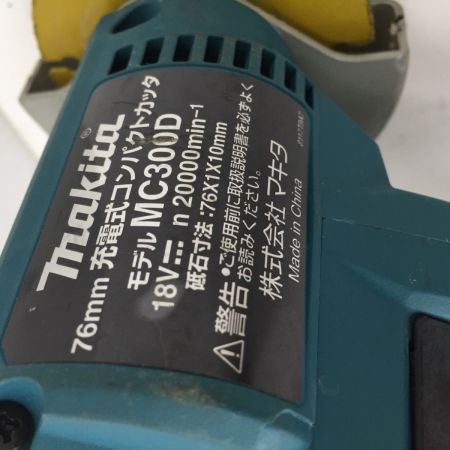 makita®
76mm 充電式コンパクトカッタ
モデル MC300D
18V⎓ n 20000min⁻¹
砥石寸法:76X1X10mm
⚠警告 •ご使用前に取扱説明書を必ずよく
お読みください。
株式会社 マキタ
Made in China